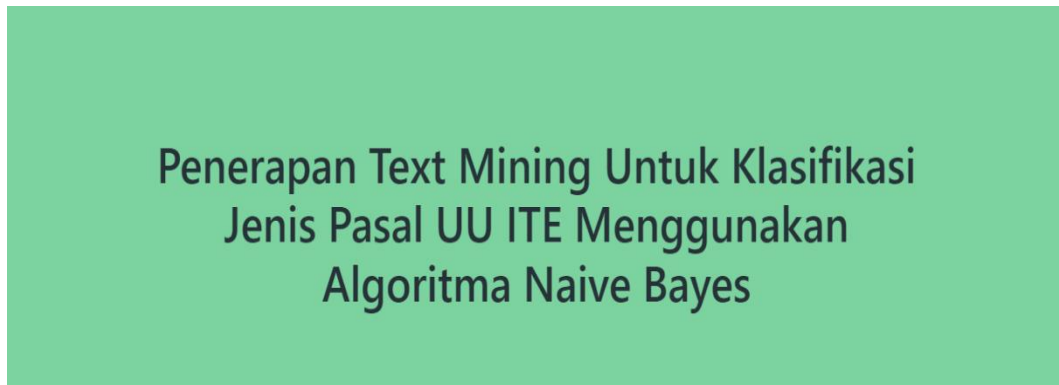 Penerapan Text Mining Untuk Klasifikasi
Jenis Pasal UU ITE Menggunakan
Algoritma Naive Bayes